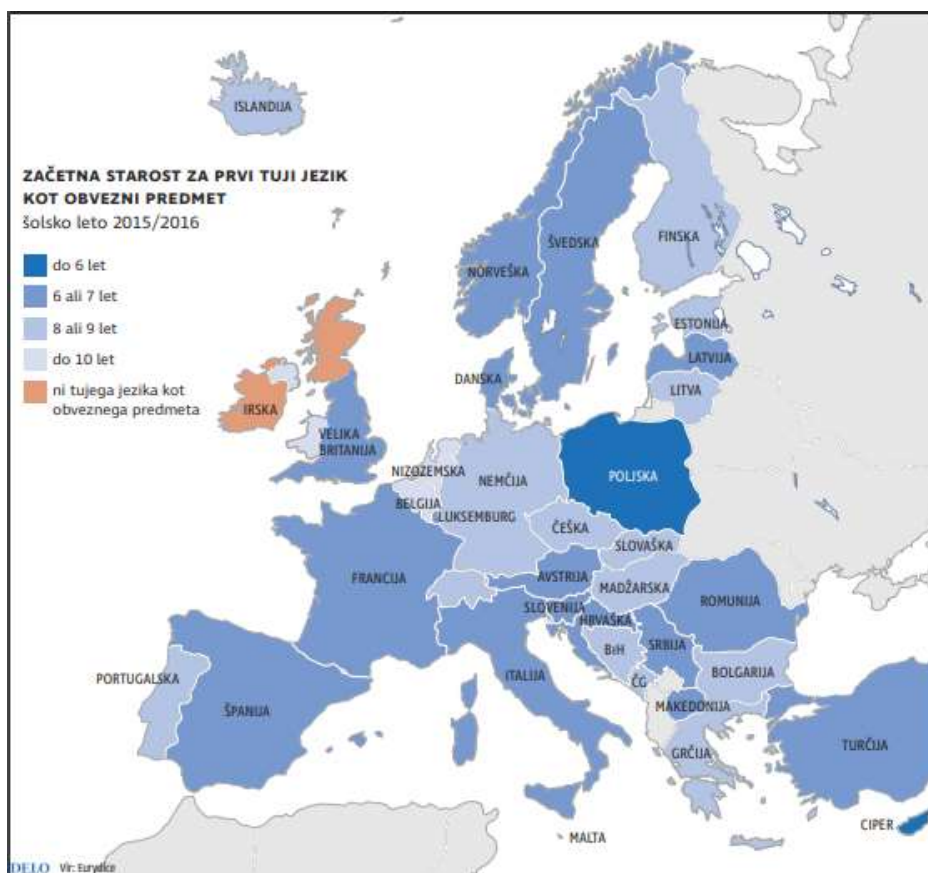 ISLANDIJA
ZAČETNA STAROST ZA PRVI TUJI JEZIK
KOT OBVEZNI PREDMET
šolsko leto 2015/2016
do 6 let
6 ali 7 let
8 ali 9 let
do 10 let
ni tujega jezika kot
obveznega predmeta
FINSKA
ŠVEDSKA
NORVEŠKA
ESTONIJA
LATVIJA
LITVA
DANSKA
IRSKA
VELIKA
BRITANIJA
NIZOZEMSKA
BELGIJA
LUKSEMBURG
NEMČIJA
POLJSKA
ČEŠKA
SLOVAŠKA
FRANCIJA
AVSTRIJA
MADŽARSKA
SLOVENIJA
HRVAŠKA
ROMUNIJA
BiH
SRBIJA
ITALIJA
ČG
BOLGARIJA
MAKEDONIJA
PORTUGALSKA
ŠPANIJA
GRČIJA
TURČIJA
MALTA
CIPER
DELO Vir: Eurydice